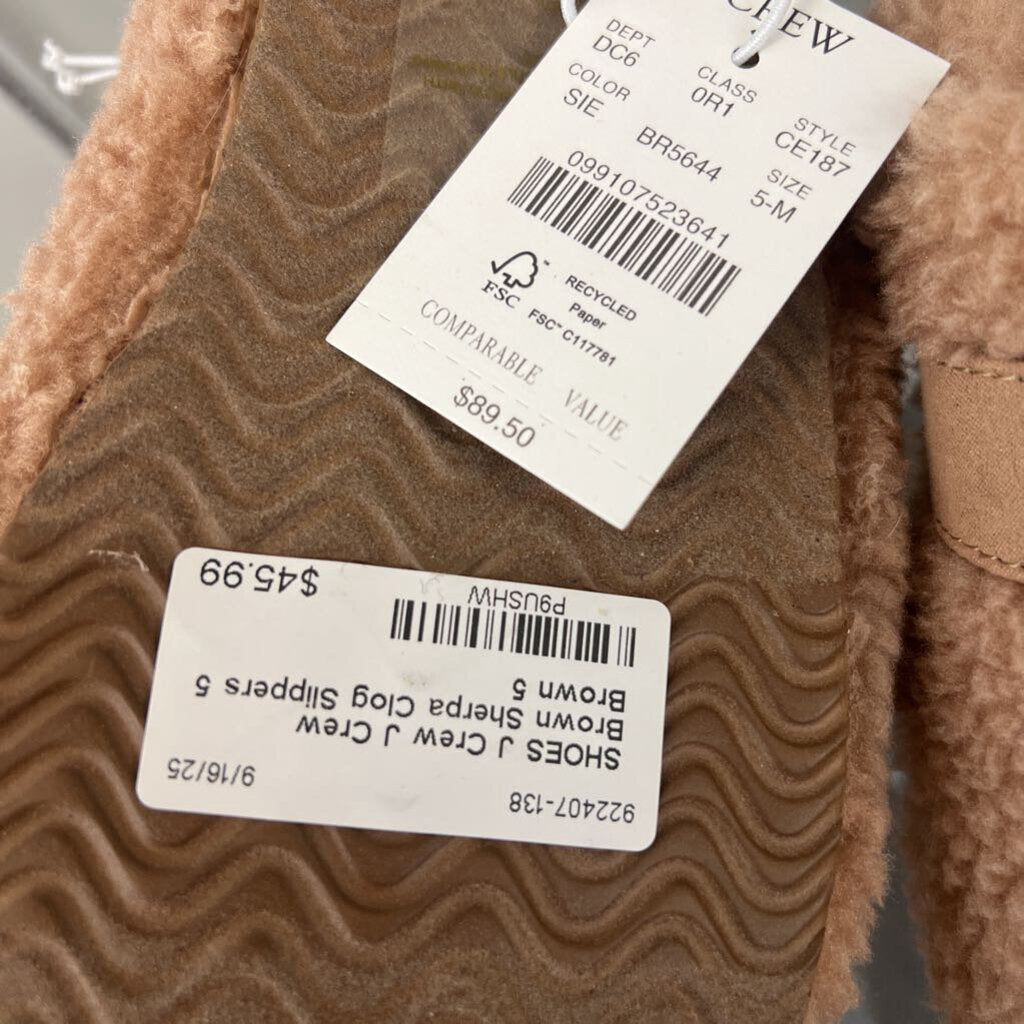 CREW
DEPT
DC6
CLASS
0R1
STYLE
CE187
COLOR
SIE
BR5644
SIZE
5-M
099107523641
FSC™
RECYCLED
Paper
FSC™ C117781
COMPARABLE VALUE
$89.50
922407-138 9/16/25
SHOES J Crew J Crew
Brown Sherpa Clog Slippers 5
Brown 5
P9USHW
$45.99